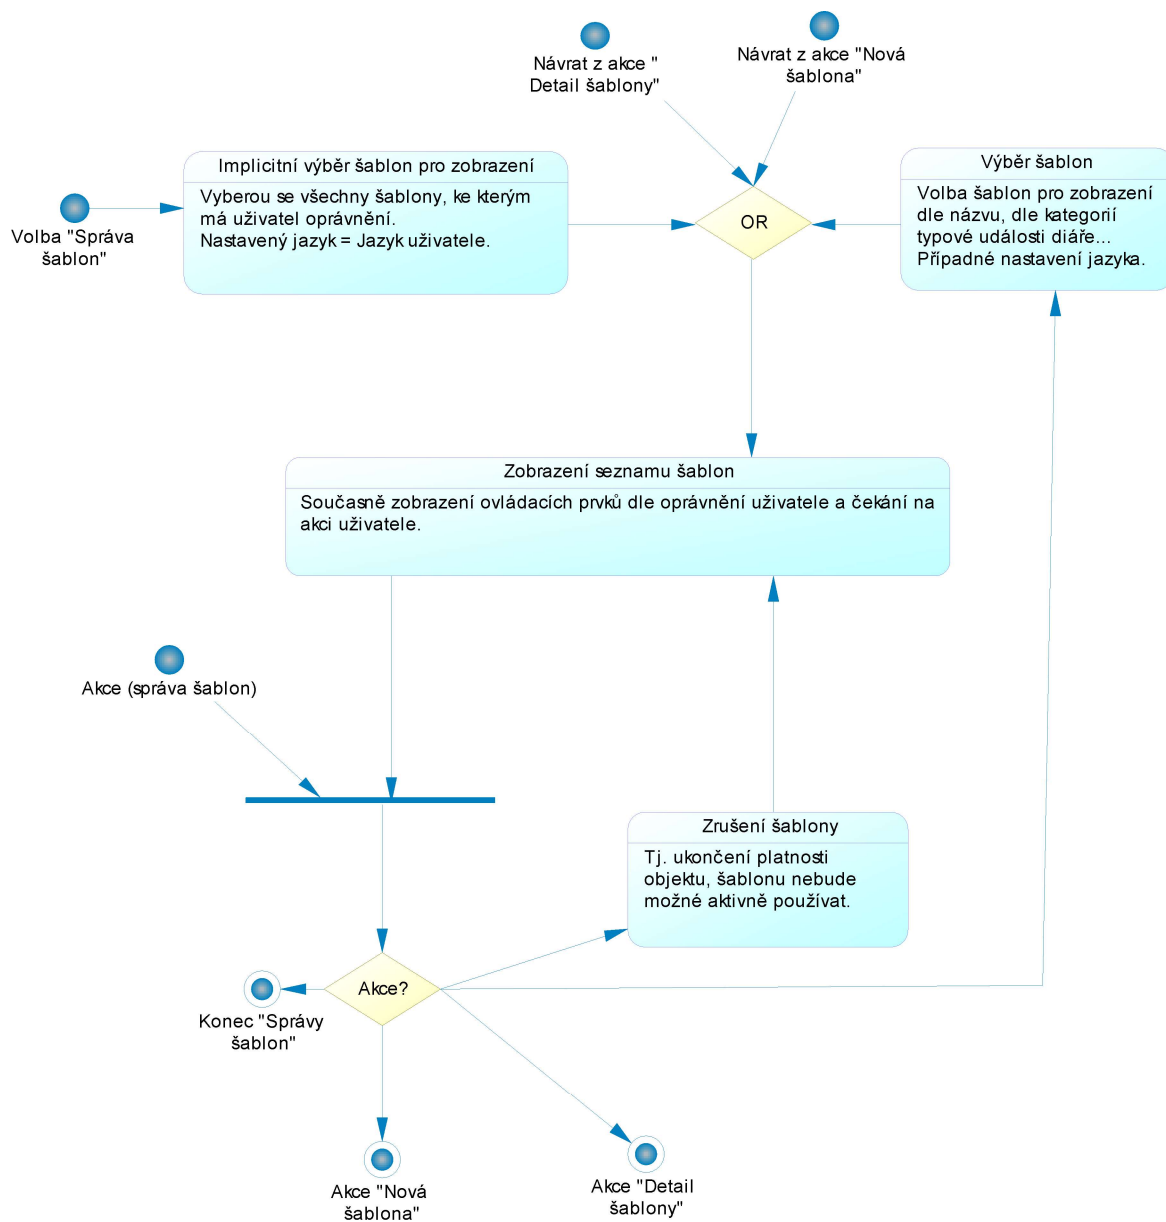 Návrat z akce "
Detail šablony"
Návrat z akce "Nová
šablona"
Implicitní výběr šablon pro zobrazení
Vyberou se všechny šablony, ke kterým
má uživatel oprávnění.
Nastavený jazyk = Jazyk uživatele.
Volba "Správa
šablon"
OR
Výběr šablon
Volba šablon pro zobrazení
dle názvu, dle kategorií
typové události diáře...
Případné nastavení jazyka.
Zobrazení seznamu šablon
Současně zobrazení ovládacích prvků dle oprávnění uživatele a čekání na
akci uživatele.
Akce (správa šablon)
Zrušení šablony
Tj. ukončení platnosti
objektu, šablonu nebude
možné aktivně používat.
Akce?
Konec "Správy
šablon"
Akce "Nová
šablona"
Akce "Detail
šablony"